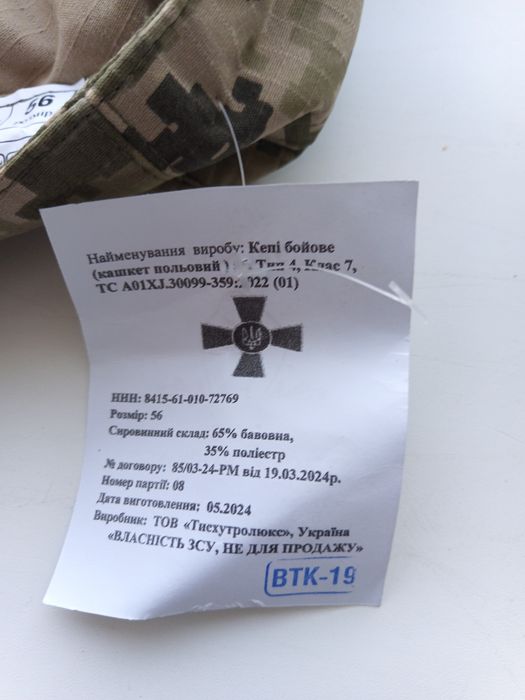 56
Найменування виробу: Кепі бойове
(кашкет польовий) Тип 4, Клас 7,
ТС А01XJ.30099-359: 022 (01)
ННН: 8415-61-010-72769
Розмір: 56
Сировинний склад: 65% бавовна,
35% поліестр
№ договору: 85/03-24-РМ від 19.03.2024р.
Номер партії: 08
Дата виготовлення: 05.2024
Виробник: ТОВ «Тисхутролюкс», Україна
«ВЛАСНІСТЬ ЗСУ, НЕ ДЛЯ ПРОДАЖУ»
ВТК-19